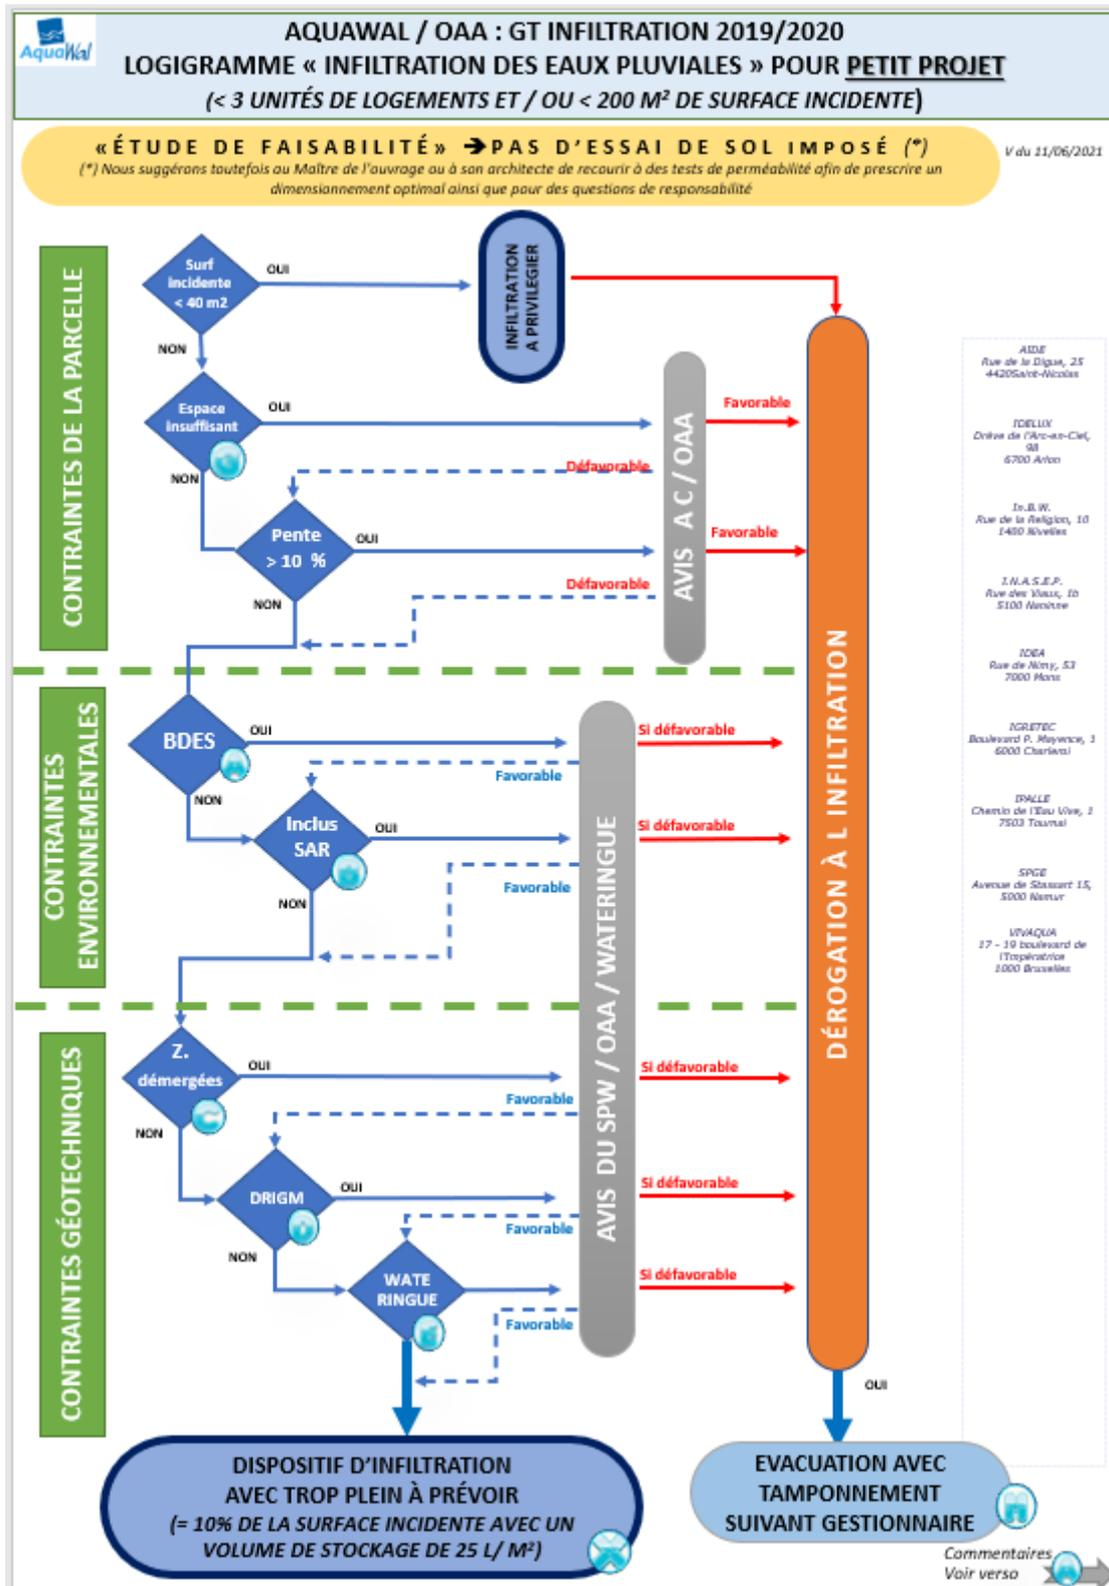 AquaWal
AQUAWAL / OAA : GT INFILTRATION 2019/2020
LOGIGRAMME « INFILTRATION DES EAUX PLUVIALES » POUR PETIT PROJET
(< 3 UNITÉS DE LOGEMENTS ET / OU < 200 M² DE SURFACE INCIDENTE)
« ÉTUDE DE FAISABILITÉ» ➔ PAS D'ESSAI DE SOL IMPOSÉ (*)
(*) Nous suggérons toutefois au Maître de l'ouvrage ou à son architecte de recourir à des tests de perméabilité afin de prescrire un
dimensionnement optimal ainsi que pour des questions de responsabilité
V du 11/06/2021
CONTRAINTES DE LA PARCELLE
Surf
incidente
< 40 m2
OUI
NON
INFILTRATION
A PRIVILEGIER
Espace
insuffisant
OUI
NON
Pente
> 10 %
OUI
NON
AVIS A C / OAA
Favorable
Défavorable
Favorable
Défavorable
DÉROGATION À L INFILTRATION
CONTRAINTES
ENVIRONNEMENTALES
BDES
OUI
NON
Favorable
Si défavorable
Inclus
SAR
OUI
NON
Favorable
Si défavorable
AVIS DU SPW / OAA / WATERINGUE
CONTRAINTES GÉOTECHNIQUES
Z.
démergées
OUI
NON
Favorable
Si défavorable
DRIGM
OUI
NON
Favorable
Si défavorable
WATE
RINGUE
Favorable
Si défavorable
OUI
DISPOSITIF D'INFILTRATION
AVEC TROP PLEIN À PRÉVOIR
(= 10% DE LA SURFACE INCIDENTE AVEC UN
VOLUME DE STOCKAGE DE 25 L/ M²)
EVACUATION AVEC
TAMPONNEMENT
SUIVANT GESTIONNAIRE
Commentaires
Voir verso
AIDE
Rue de la Digue, 25
4420Saint-Nicolas
IDELUX
Drève de l'Arc-en-Ciel,
98
6700 Arlon
In.B.W.
Rue de la Religion, 10
1400 Nivelles
I.N.A.S.E.P.
Rue des Viaux, 1b
5100 Naninne
IDEA
Rue de Nimy, 53
7000 Mons
IGRETEC
Boulevard P. Mayence, 1
6000 Charleroi
IPALLE
Chemin de l'Eau Vive, 1
7503 Tournai
SPGE
Avenue de Stassart 15,
5000 Namur
VIVAQUA
17 - 19 boulevard de
l'Impératrice
1000 Bruxelles